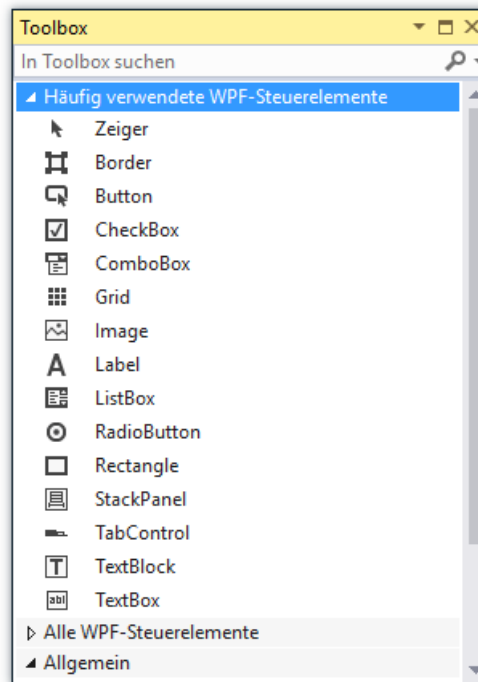 Toolbox
In Toolbox suchen
Häufig verwendete WPF-Steuerelemente
Zeiger
Border
Button
CheckBox
ComboBox
Grid
Image
A Label
ListBox
RadioButton
Rectangle
StackPanel
TabControl
T TextBlock
abl TextBox
Alle WPF-Steuerelemente
Allgemein